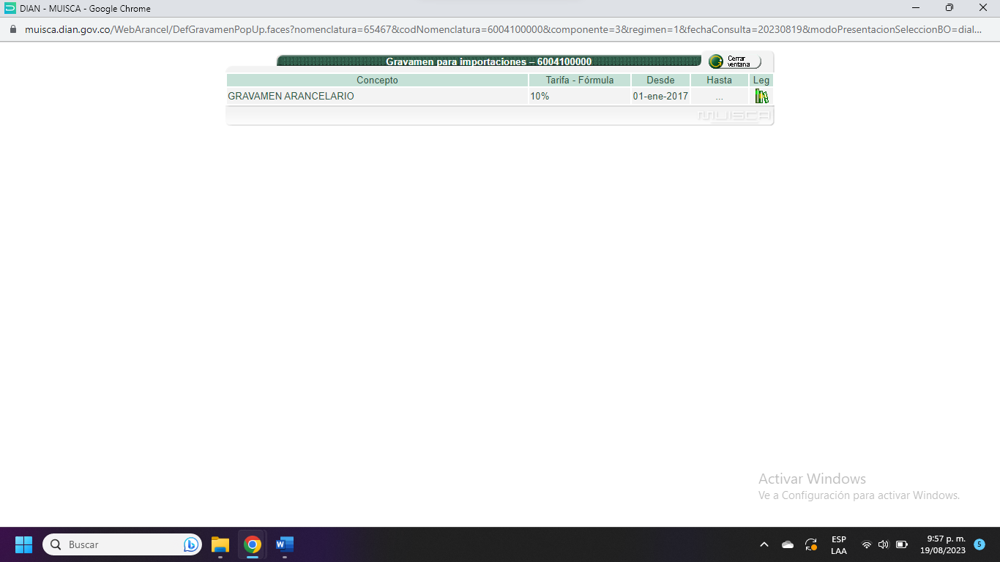 DIAN - MUISCA - Google Chrome
muisca.dian.gov.co/WebArancel/DefGravamenPopUp.faces?nomenclatura=65467&codNomenclatura=6004100000&componente=3&regimen=1&fechaConsulta=20230819&modoPresentacionSeleccionBO=dial...
Gravamen para importaciones – 6004100000
Cerrar
ventana
Concepto Tarifa - Fórmula Desde Hasta Leg
GRAVAMEN ARANCELARIO 10% 01-ene-2017 ...
MUISCA
Activar Windows
Ve a Configuración para activar Windows.
Buscar
ESP
LAA
9:57 p. m.
19/08/2023
5